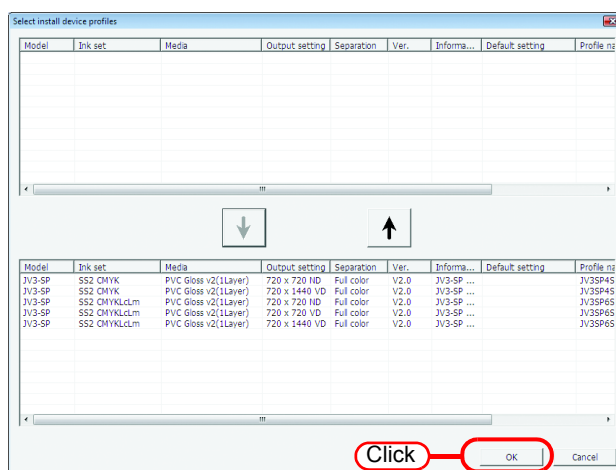 Select install device profiles
Model Ink set Media Output setting Separation Ver. Informa... Default setting Profile na
Model Ink set Media Output setting Separation Ver. Informa... Default setting Profile na
JV3-SP SS2 CMYK PVC Gloss v2(1Layer) 720 x 720 ND Full color V2.0 JV3-SP ... JV3SP4S
JV3-SP SS2 CMYK PVC Gloss v2(1Layer) 720 x 1440 VD Full color V2.0 JV3-SP ... JV3SP4S
JV3-SP SS2 CMYKLcLm PVC Gloss v2(1Layer) 720 x 720 ND Full color V2.0 JV3-SP ... JV3SP6S
JV3-SP SS2 CMYKLcLm PVC Gloss v2(1Layer) 720 x 720 VD Full color V2.0 JV3-SP ... JV3SP6S
JV3-SP SS2 CMYKLcLm PVC Gloss v2(1Layer) 720 x 1440 VD Full color V2.0 JV3-SP ... JV3SP6S
Click OK Cancel